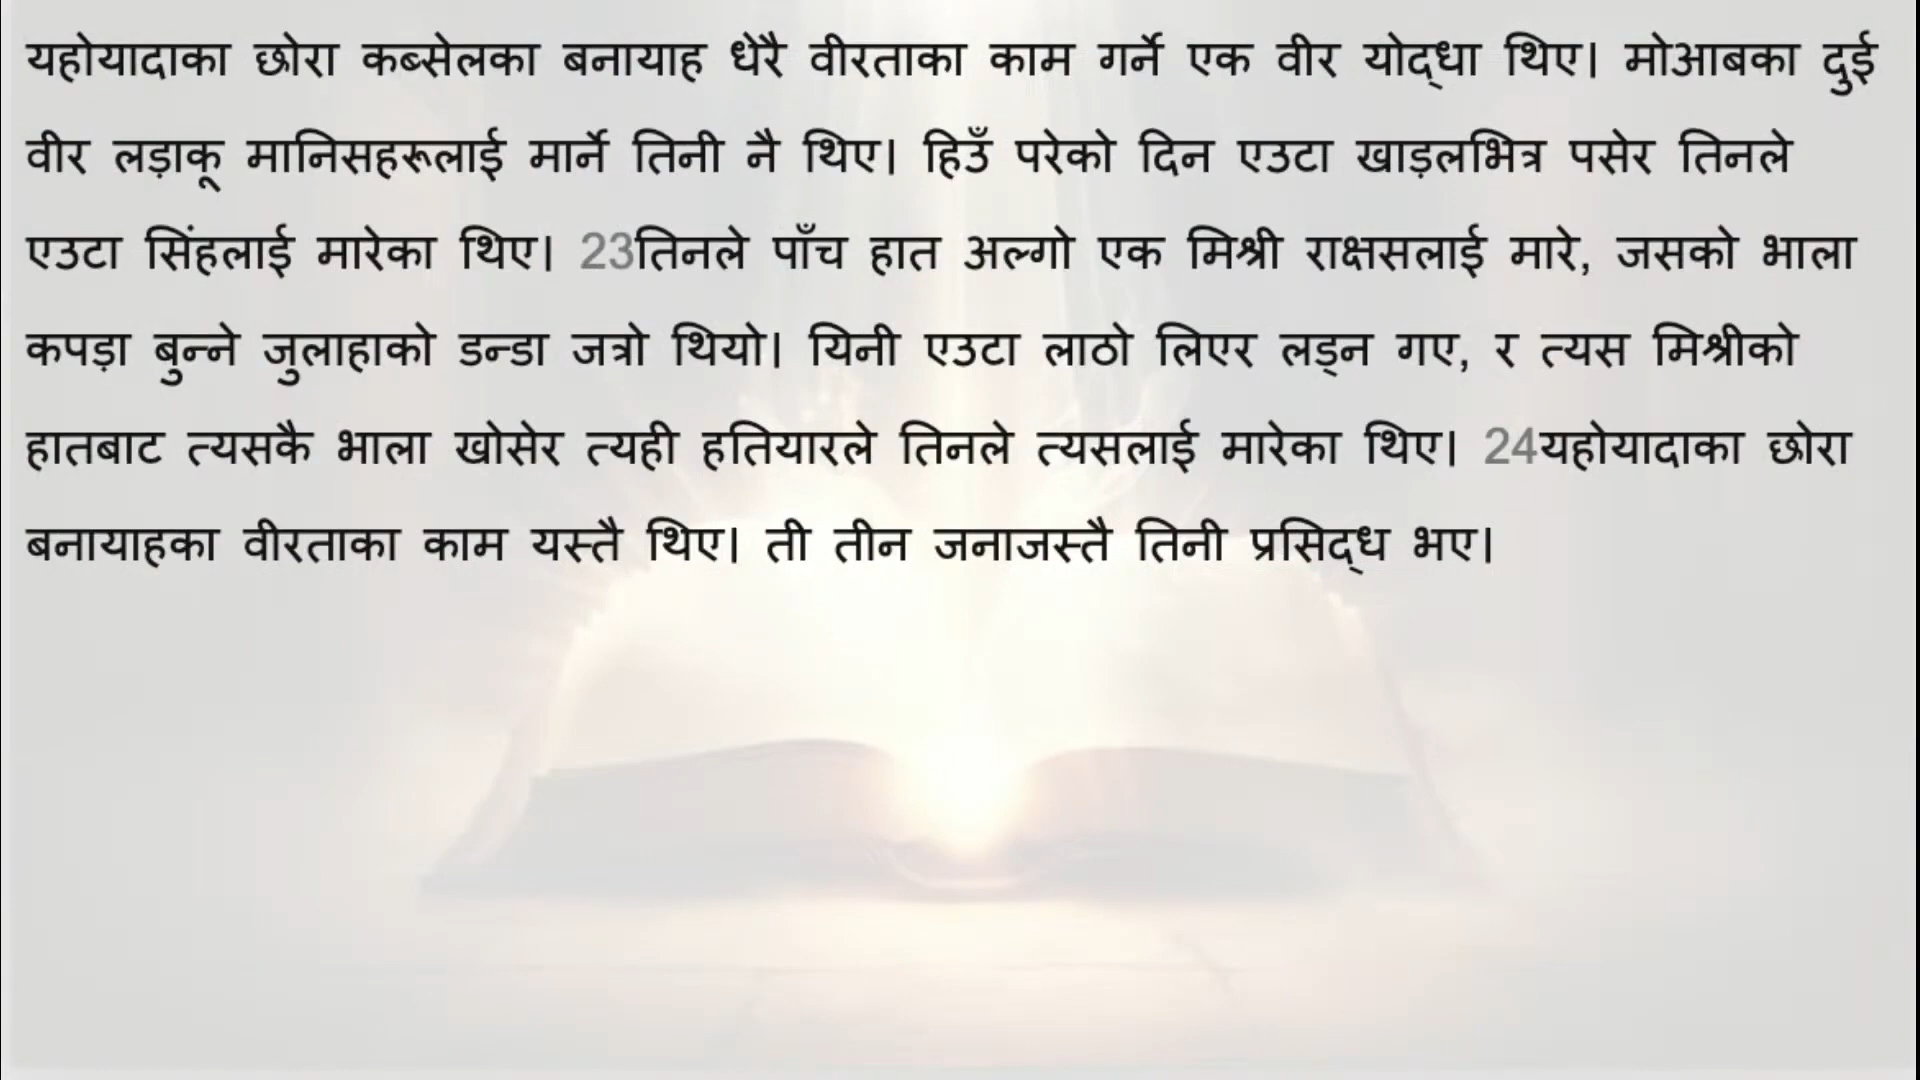 यहोयादाका छोरा कब्सेलका बनायाह धेरै वीरताका काम गर्ने एक वीर योद्धा थिए। मोआबका दुई
वीर लड़ाकू मानिसहरूलाई मार्ने तिनी नै थिए। हिउँ परेको दिन एउटा खाड़लभित्र पसेर तिनले
एउटा सिंहलाई मारेका थिए। 23तिनले पाँच हात अल्गो एक मिश्री राक्षसलाई मारे, जसको भाला
कपड़ा बुन्ने जुलाहाको डन्डा जत्रो थियो। यिनी एउटा लाठो लिएर लड्न गए, र त्यस मिश्रीको
हातबाट त्यसकै भाला खोसेर त्यही हतियारले तिनले त्यसलाई मारेका थिए। 24यहोयादाका छोरा
बनायाहका वीरताका काम यस्तै थिए। ती तीन जनाजस्तै तिनी प्रसिद्ध भए।